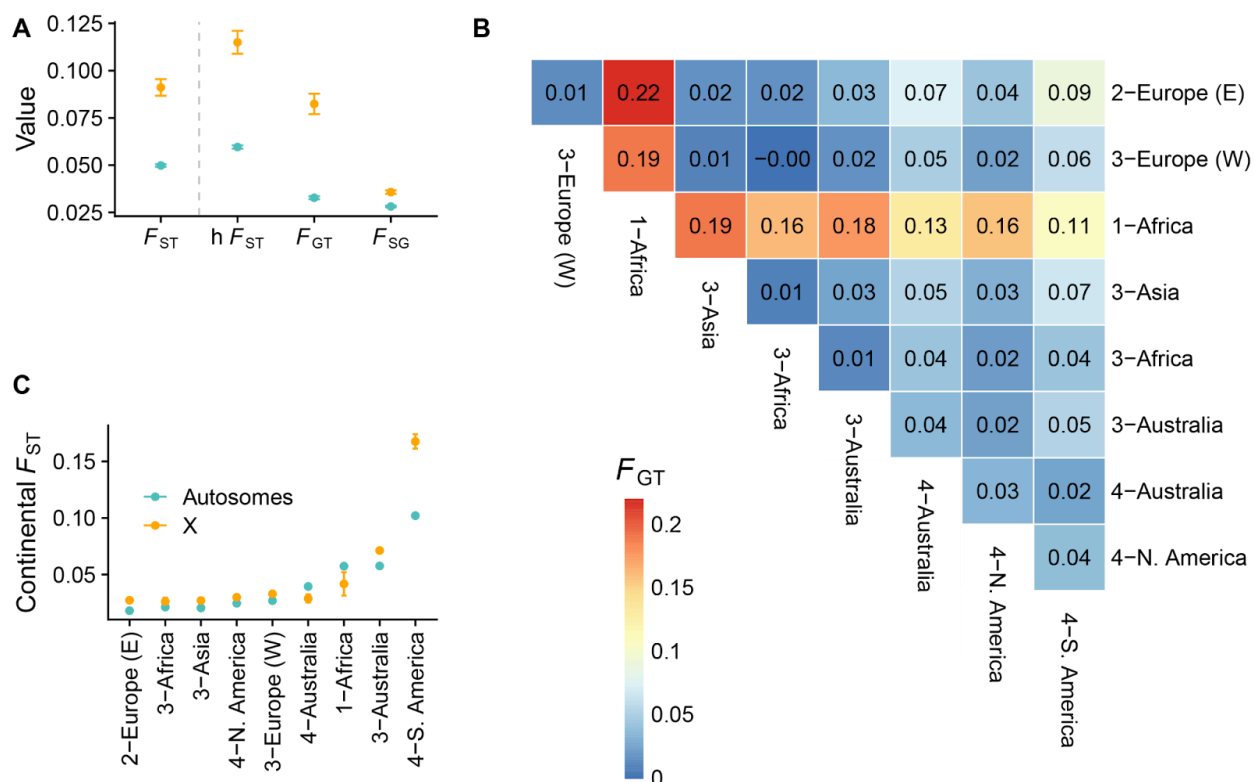 A
0.125
0.100
0.075
0.050
0.025
Value
FST
h FST
FGT
FSG
B
0.01 0.22 0.02 0.02 0.03 0.07 0.04 0.09 2−Europe (E)
0.19 0.01 −0.00 0.02 0.05 0.02 0.06 3−Europe (W)
0.19 0.16 0.18 0.13 0.16 0.11 1−Africa
0.01 0.03 0.05 0.03 0.07 3−Asia
0.01 0.04 0.02 0.04 3−Africa
0.04 0.02 0.05 3−Australia
0.03 0.02 4−Australia
0.04 4−N. America
3−Europe (W)
1−Africa
3−Asia
3−Africa
3−Australia
4−Australia
4−N. America
4−S. America
FGT
0.2
0.15
0.1
0.05
0
C
Continental FST
0.15
0.10
0.05
Autosomes
X
2−Europe (E)
3−Africa
3−Asia
4−N. America
3−Europe (W)
4−Australia
1−Africa
3−Australia
4−S. America